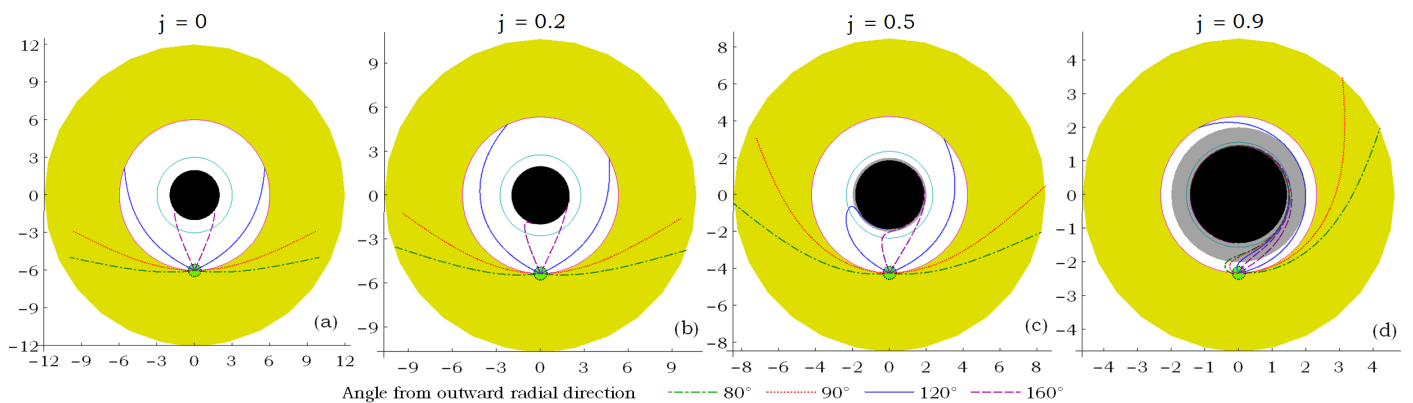 j = 0
j = 0.2
j = 0.5
j = 0.9
12
9
6
3
0
−3
−6
−9
−12
−12 −9 −6 −3 0 3 6 9 12
(a)
9
6
3
0
−3
−6
−9
−9 −6 −3 0 3 6 9
(b)
8
6
4
2
0
−2
−4
−6
−8
−8 −6 −4 −2 0 2 4 6 8
(c)
4
3
2
1
0
−1
−2
−3
−4
−4 −3 −2 −1 0 1 2 3 4
(d)
Angle from outward radial direction 80° 90° 120° 160°